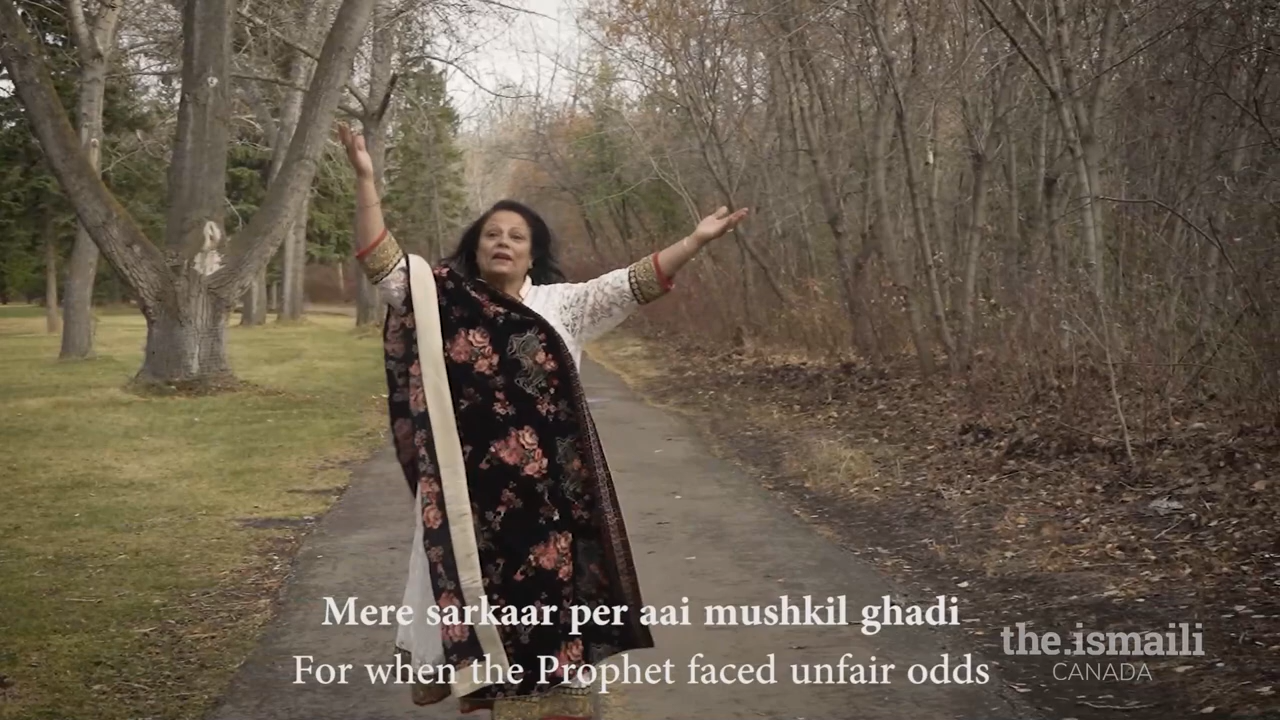 Mere sarkaar per aai mushkil ghadi
For when the Prophet faced unfair odds
the.ismaili
CANADA